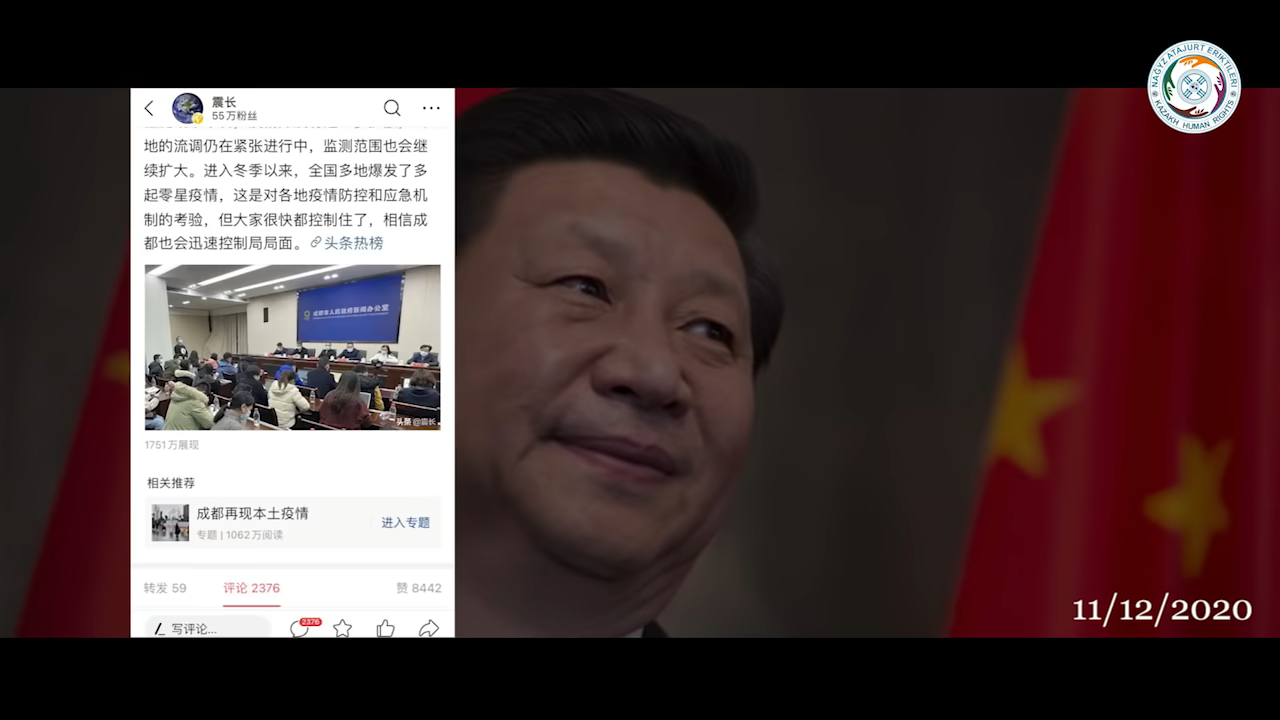 震长
55万粉丝
地的流调仍在紧张进行中，监测范围也会继
续扩大。进入冬季以来，全国多地爆发了多
起零星疫情，这是对各地疫情防控和应急机
制的考验，但大家很快都控制住了，相信成
都也会迅速控制局局面。头条热榜
成都市人民政府新闻办公室
头条 @震长
1751万展现
相关推荐
成都再现本土疫情
专题 | 1062万阅读
进入专题
转发 59
评论 2376
赞 8442
写评论...
2376
NAGYZ ATAJURT ERIKTILERI
KAZAKH HUMAN RIGHTS
11/12/2020